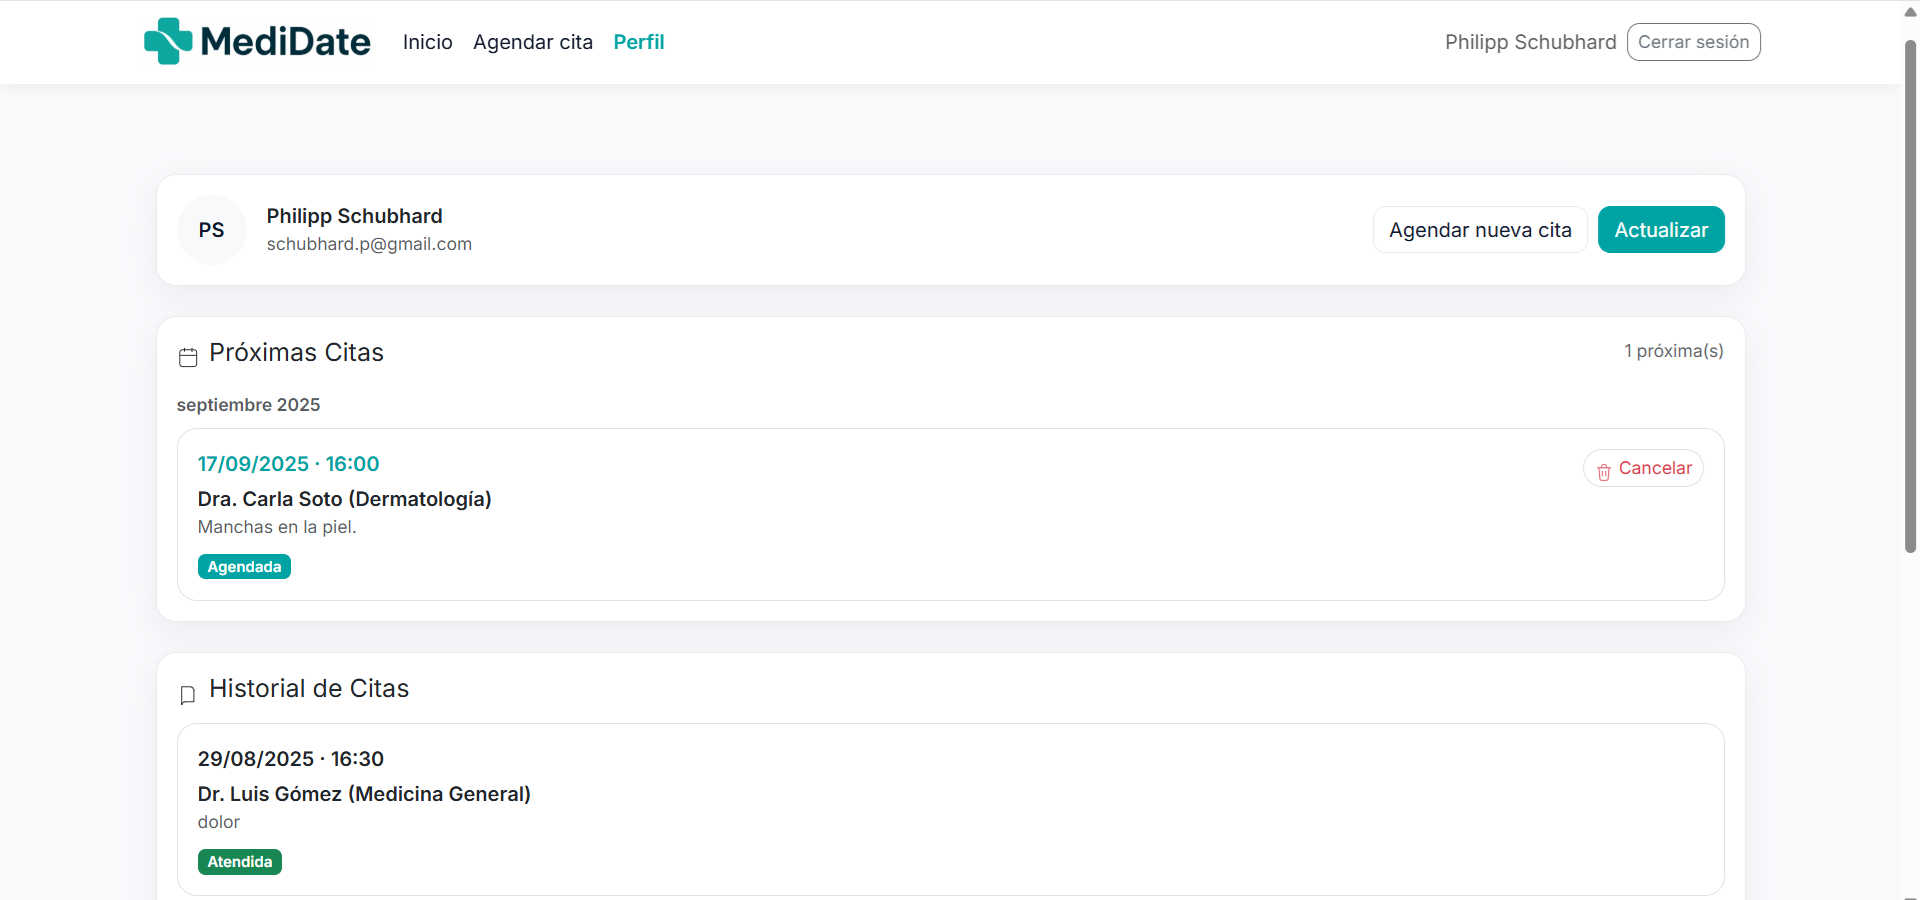 MediDate
Inicio
Agendar cita
Perfil
Philipp Schubhard
Cerrar sesión
PS
Philipp Schubhard
schubhard.p@gmail.com
Agendar nueva cita
Actualizar
Próximas Citas
1 próxima(s)
septiembre 2025
17/09/2025 · 16:00
Cancelar
Dra. Carla Soto (Dermatología)
Manchas en la piel.
Agendada
Historial de Citas
29/08/2025 · 16:30
Dr. Luis Gómez (Medicina General)
dolor
Atendida